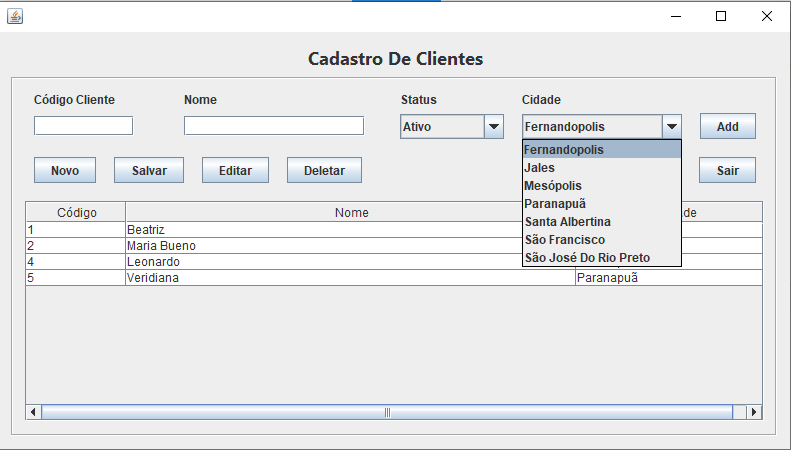 Cadastro De Clientes
Código Cliente Nome Status Cidade
Ativo Fernandopolis Add
Novo Salvar Editar Deletar Sair
Fernandopolis
Jales
Mesópolis
Paranapuã
Santa Albertina
São Francisco
São José Do Rio Preto
Código Nome
1 Beatriz
2 Maria Bueno
4 Leonardo
5 Veridiana Paranapuã